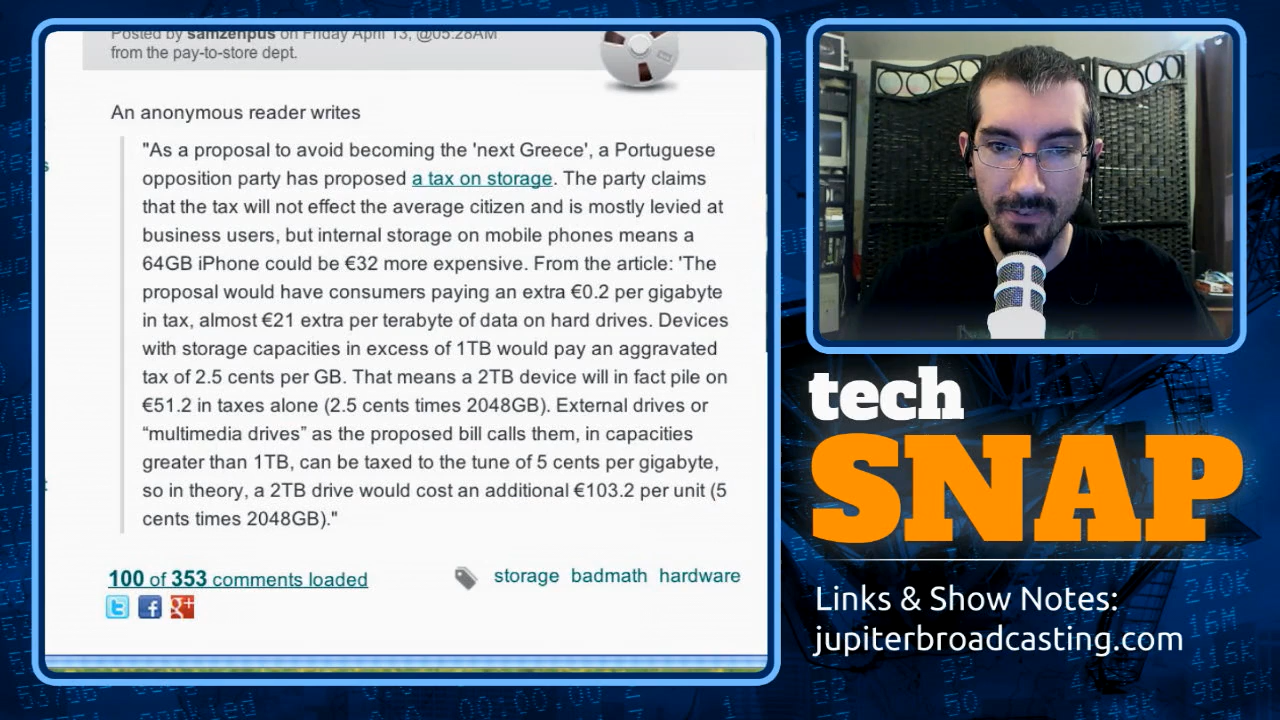 Posted by samzenpus on Friday April 13, @05:28AM
from the pay-to-store dept.
An anonymous reader writes
"As a proposal to avoid becoming the 'next Greece', a Portuguese
opposition party has proposed a tax on storage. The party claims
that the tax will not effect the average citizen and is mostly levied at
business users, but internal storage on mobile phones means a
64GB iPhone could be €32 more expensive. From the article: 'The
proposal would have consumers paying an extra €0.2 per gigabyte
in tax, almost €21 extra per terabyte of data on hard drives. Devices
with storage capacities in excess of 1TB would pay an aggravated
tax of 2.5 cents per GB. That means a 2TB device will in fact pile on
€51.2 in taxes alone (2.5 cents times 2048GB). External drives or
“multimedia drives” as the proposed bill calls them, in capacities
greater than 1TB, can be taxed to the tune of 5 cents per gigabyte,
so in theory, a 2TB drive would cost an additional €103.2 per unit (5
cents times 2048GB)."
100 of 353 comments loaded
storage badmath hardware
tech
SNAP
Links & Show Notes:
jupiterbroadcasting.com